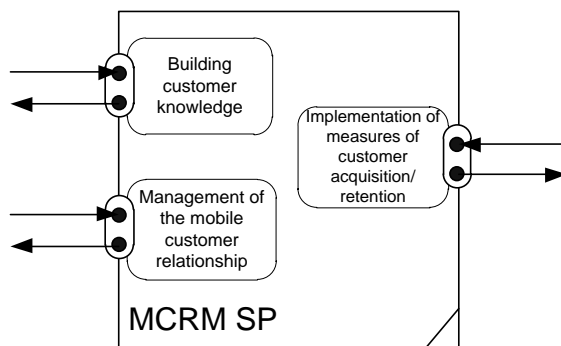 Building
customer
knowledge
Implementation of
measures of
customer
acquisition/
retention
Management of
the mobile
customer
relationship
MCRM SP